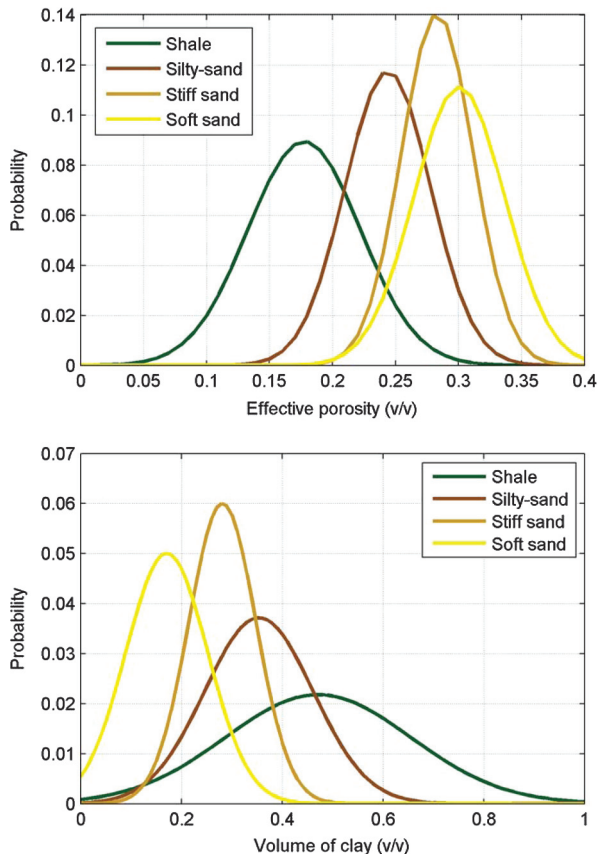 0.14
0.12
0.1
0.08
0.06
0.04
0.02
0
Probability
Shale
Silty-sand
Stiff sand
Soft sand
0 0.05 0.1 0.15 0.2 0.25 0.3 0.35 0.4
Effective porosity (v/v)
0.07
0.06
0.05
0.04
0.03
0.02
0.01
0
Probability
Shale
Silty-sand
Stiff sand
Soft sand
0 0.2 0.4 0.6 0.8 1
Volume of clay (v/v)